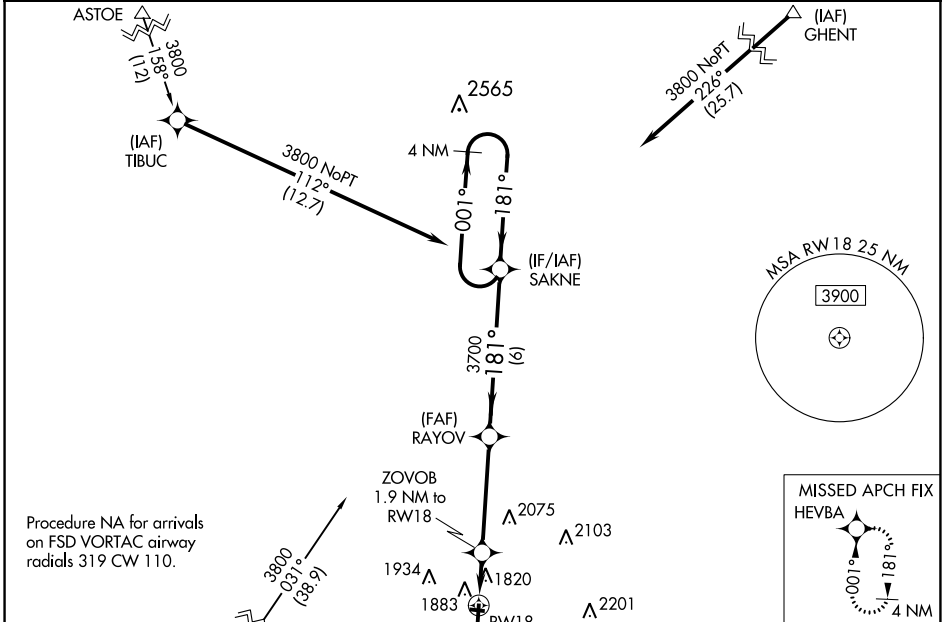 ASTOE
3800
158°
(12)
(IAF)
TIBUC
3800 NoPT
112°
(12.7)
2565
4 NM
001°
181°
(IF/IAF)
SAKNE
(IAF)
GHENT
3800 NoPT
226°
(25.7)
MSA RW18 25 NM
3900
3700
181°
(6)
(FAF)
RAYOV
ZOVOB
1.9 NM to
RW18
2075
2103
1934
1820
1883
RW18
2201
Procedure NA for arrivals
on FSD VORTAC airway
radials 319 CW 110.
3800
031°
(38.9)
MISSED APCH FIX
HEVBA
001°
181°
4 NM